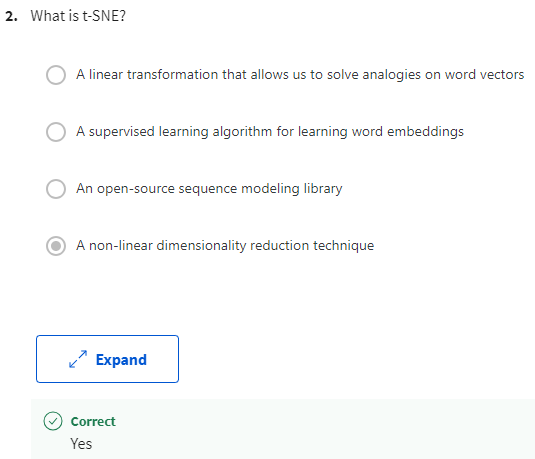 2. What is t-SNE?
A linear transformation that allows us to solve analogies on word vectors
A supervised learning algorithm for learning word embeddings
An open-source sequence modeling library
A non-linear dimensionality reduction technique
Expand
Correct
Yes